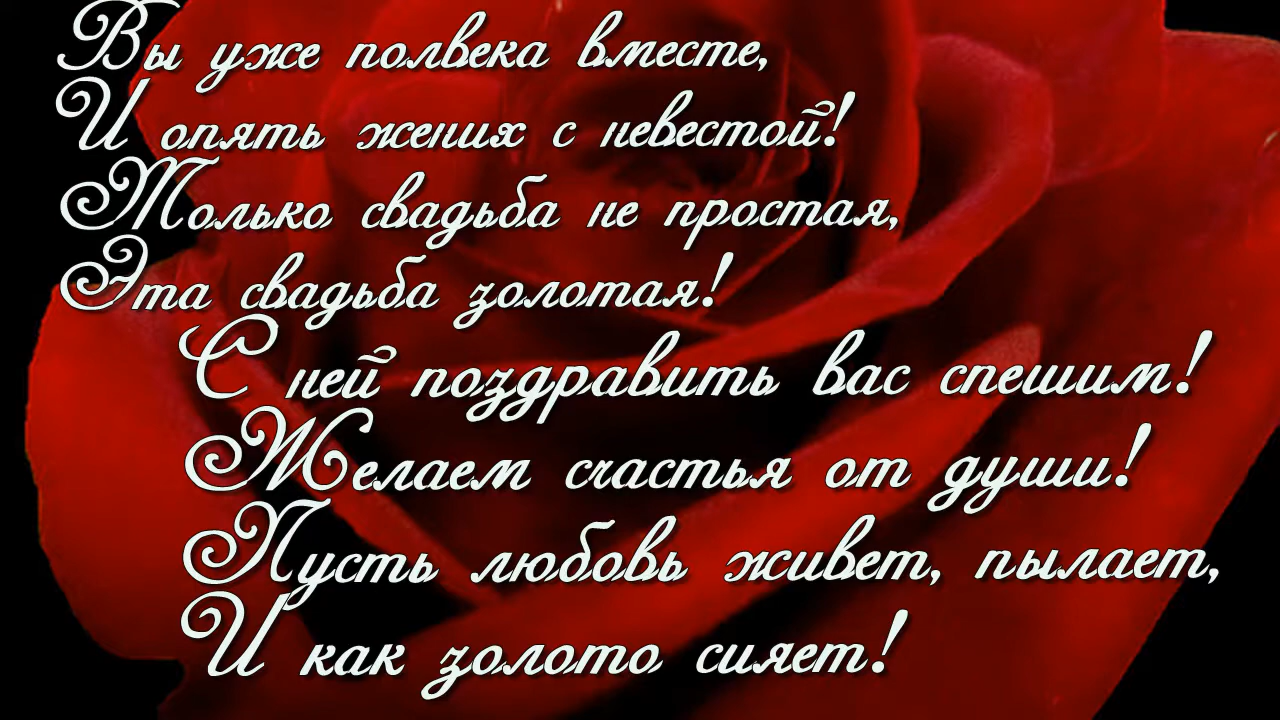 Вы уже полвека вместе,
И опять жених с невестой!
Только свадьба не простая,
Эта свадьба золотая!
С ней поздравить вас спешим!
Желаем счастья от души!
Пусть любовь живет, пылает,
И как золото сияет!